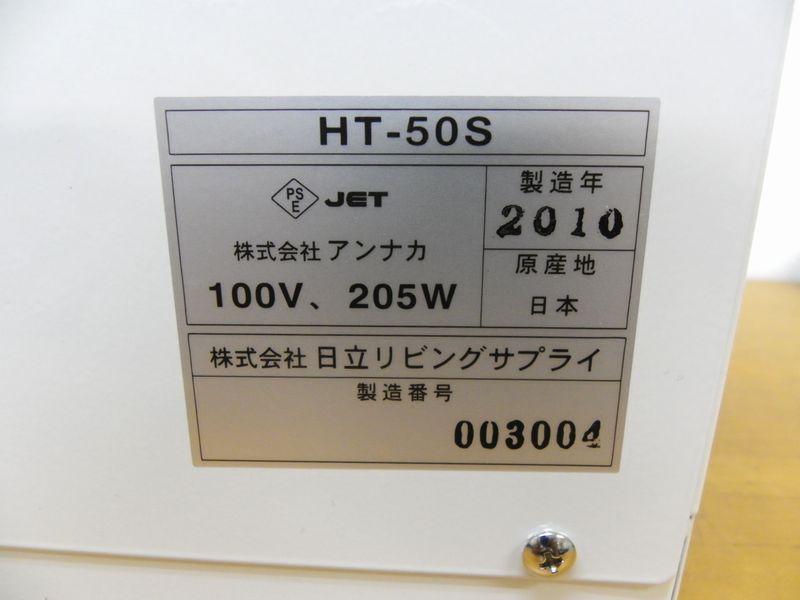 HT-50S
PS
E
JET
株式会社 アンナカ
100V、205W
製造年
2010
原産地
日本
株式会社 日立リビングサプライ
製造番号
003004